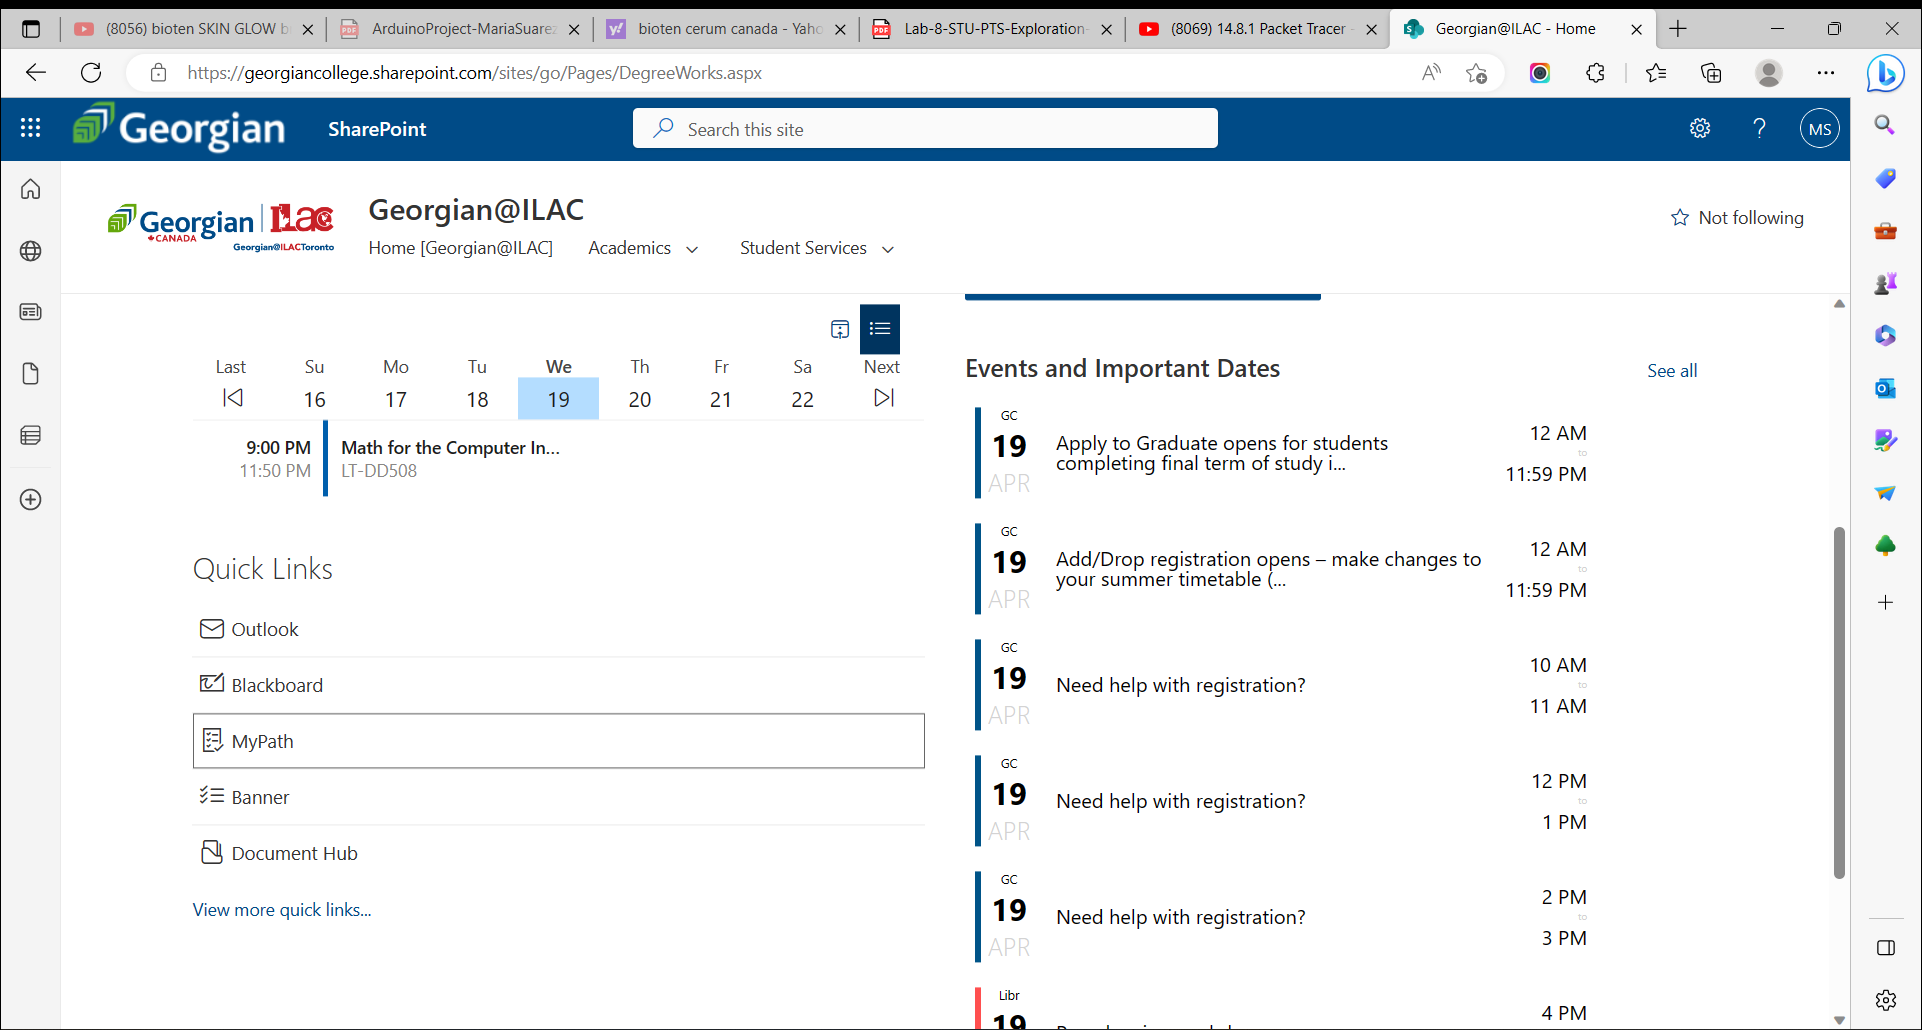 (8056) bioten SKIN GLOW b
ArduinoProject-MariaSuarez
bioten cerum canada - Yaho
Lab-8-STU-PTS-Exploration-
(8069) 14.8.1 Packet Tracer -
Georgian@ILAC - Home
https://georgiancollege.sharepoint.com/sites/go/Pages/DegreeWorks.aspx
Georgian
SharePoint
Search this site
MS
Georgian
CANADA
ILAC
Georgian@ILACToronto
Georgian@ILAC
Home [Georgian@ILAC]
Academics
Student Services
Not following
Last Su Mo Tu We Th Fr Sa Next
16 17 18 19 20 21 22
9:00 PM Math for the Computer In...
11:50 PM LT-DD508
Quick Links
Outlook
Blackboard
MyPath
Banner
Document Hub
View more quick links...
Events and Important Dates
See all
GC
19
APR
Apply to Graduate opens for students
completing final term of study i...
12 AM
to
11:59 PM
GC
19
APR
Add/Drop registration opens – make changes to
your summer timetable (...
12 AM
to
11:59 PM
GC
19
APR
Need help with registration?
10 AM
to
11 AM
GC
19
APR
Need help with registration?
12 PM
to
1 PM
GC
19
APR
Need help with registration?
2 PM
to
3 PM
Libr
19
4 PM